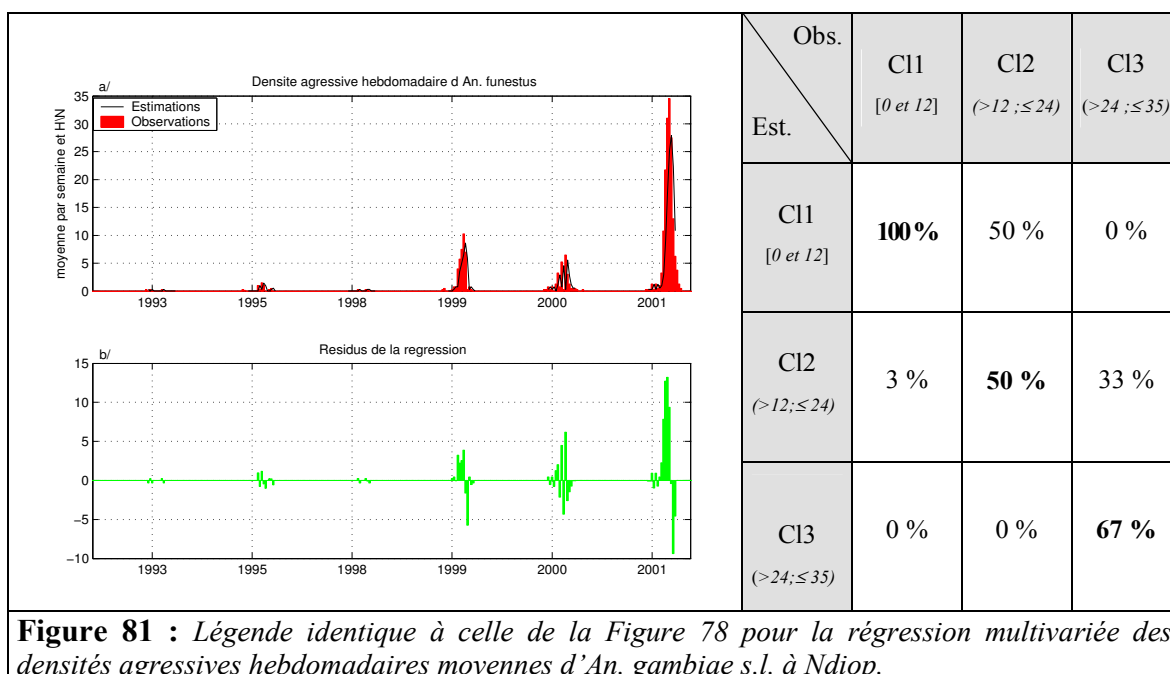 a/
Densite agressive hebdomadaire d An. funestus
moyenne par semaine et H\N
Estimations
Observations
35
30
25
20
15
10
5
0
1993 1995 1998 1999 2000 2001
b/
Residus de la regression
15
10
5
0
−5
−10
1993 1995 1998 1999 2000 2001
Obs.
Est.
Cl1 Cl2 Cl3
[0 et 12] (>12 ;≤ 24) (>24 ;≤ 35)
Cl1
[0 et 12]
100 % 50 % 0 %
Cl2
(>12;≤ 24)
3 % 50 % 33 %
Cl3
(>24;≤ 35)
0 % 0 % 67 %
Figure 81 : Légende identique à celle de la Figure 78 pour la régression multivariée des
densités agressives hebdomadaires moyennes d'An. gambiae s.l. à Ndiop.